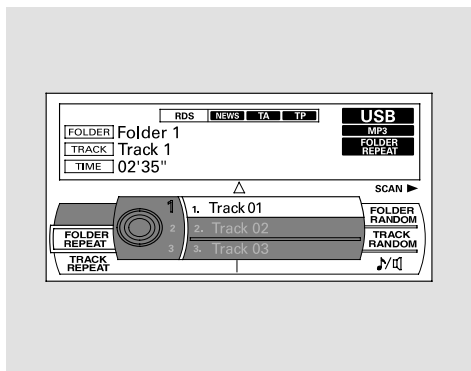 RDS NEWS TA TP USB
MP3
FOLDER Folder 1
FOLDER REPEAT
TRACK Track 1
TIME 02'35"
SCAN
1 1. Track 01
2 2. Track 02
3 3. Track 03
FOLDER
REPEAT
TRACK
REPEAT
FOLDER
RANDOM
TRACK
RANDOM